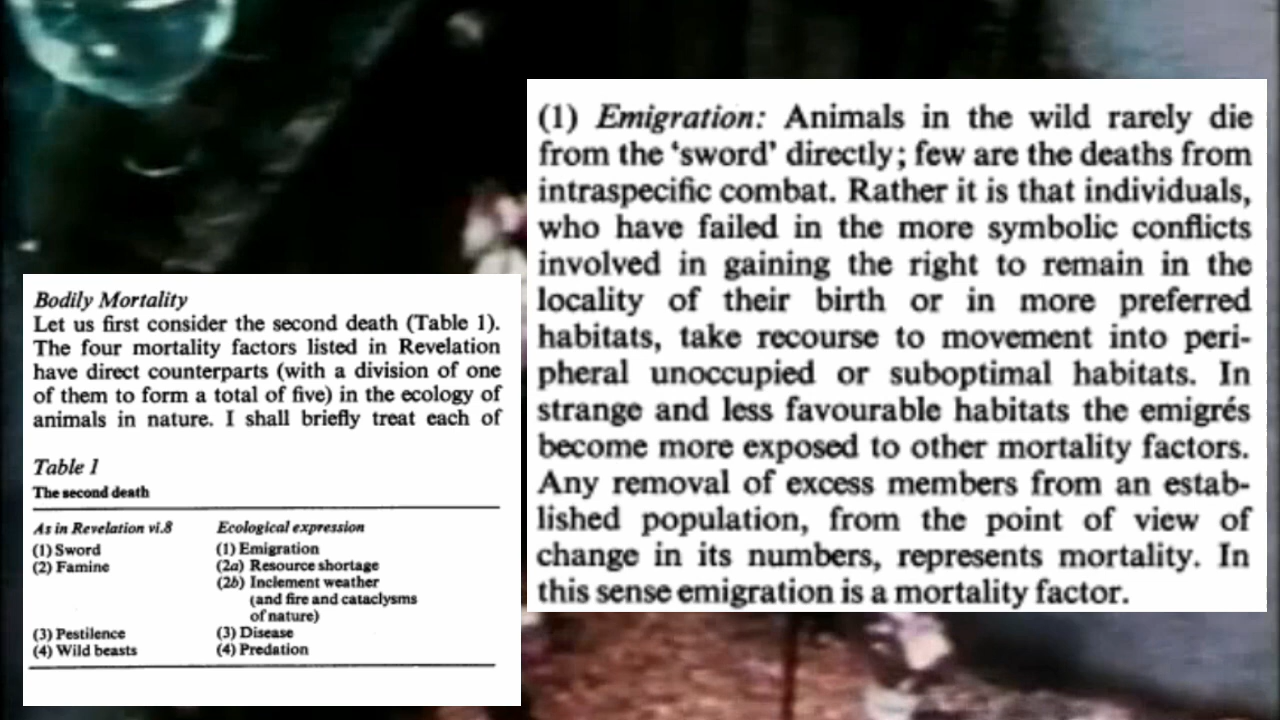 Bodily Mortality
Let us first consider the second death (Table 1).
The four mortality factors listed in Revelation
have direct counterparts (with a division of one
of them to form a total of five) in the ecology of
animals in nature. I shall briefly treat each of
Table 1
The second death
As in Revelation vi.8 Ecological expression
(1) Sword (1) Emigration
(2) Famine (2a) Resource shortage
(2b) Inclement weather
(and fire and cataclysms
of nature)
(3) Pestilence (3) Disease
(4) Wild beasts (4) Predation
(1) Emigration: Animals in the wild rarely die
from the ‘sword’ directly; few are the deaths from
intraspecific combat. Rather it is that individuals,
who have failed in the more symbolic conflicts
involved in gaining the right to remain in the
locality of their birth or in more preferred
habitats, take recourse to movement into peri-
pheral unoccupied or suboptimal habitats. In
strange and less favourable habitats the emigrés
become more exposed to other mortality factors.
Any removal of excess members from an estab-
lished population, from the point of view of
change in its numbers, represents mortality. In
this sense emigration is a mortality factor.